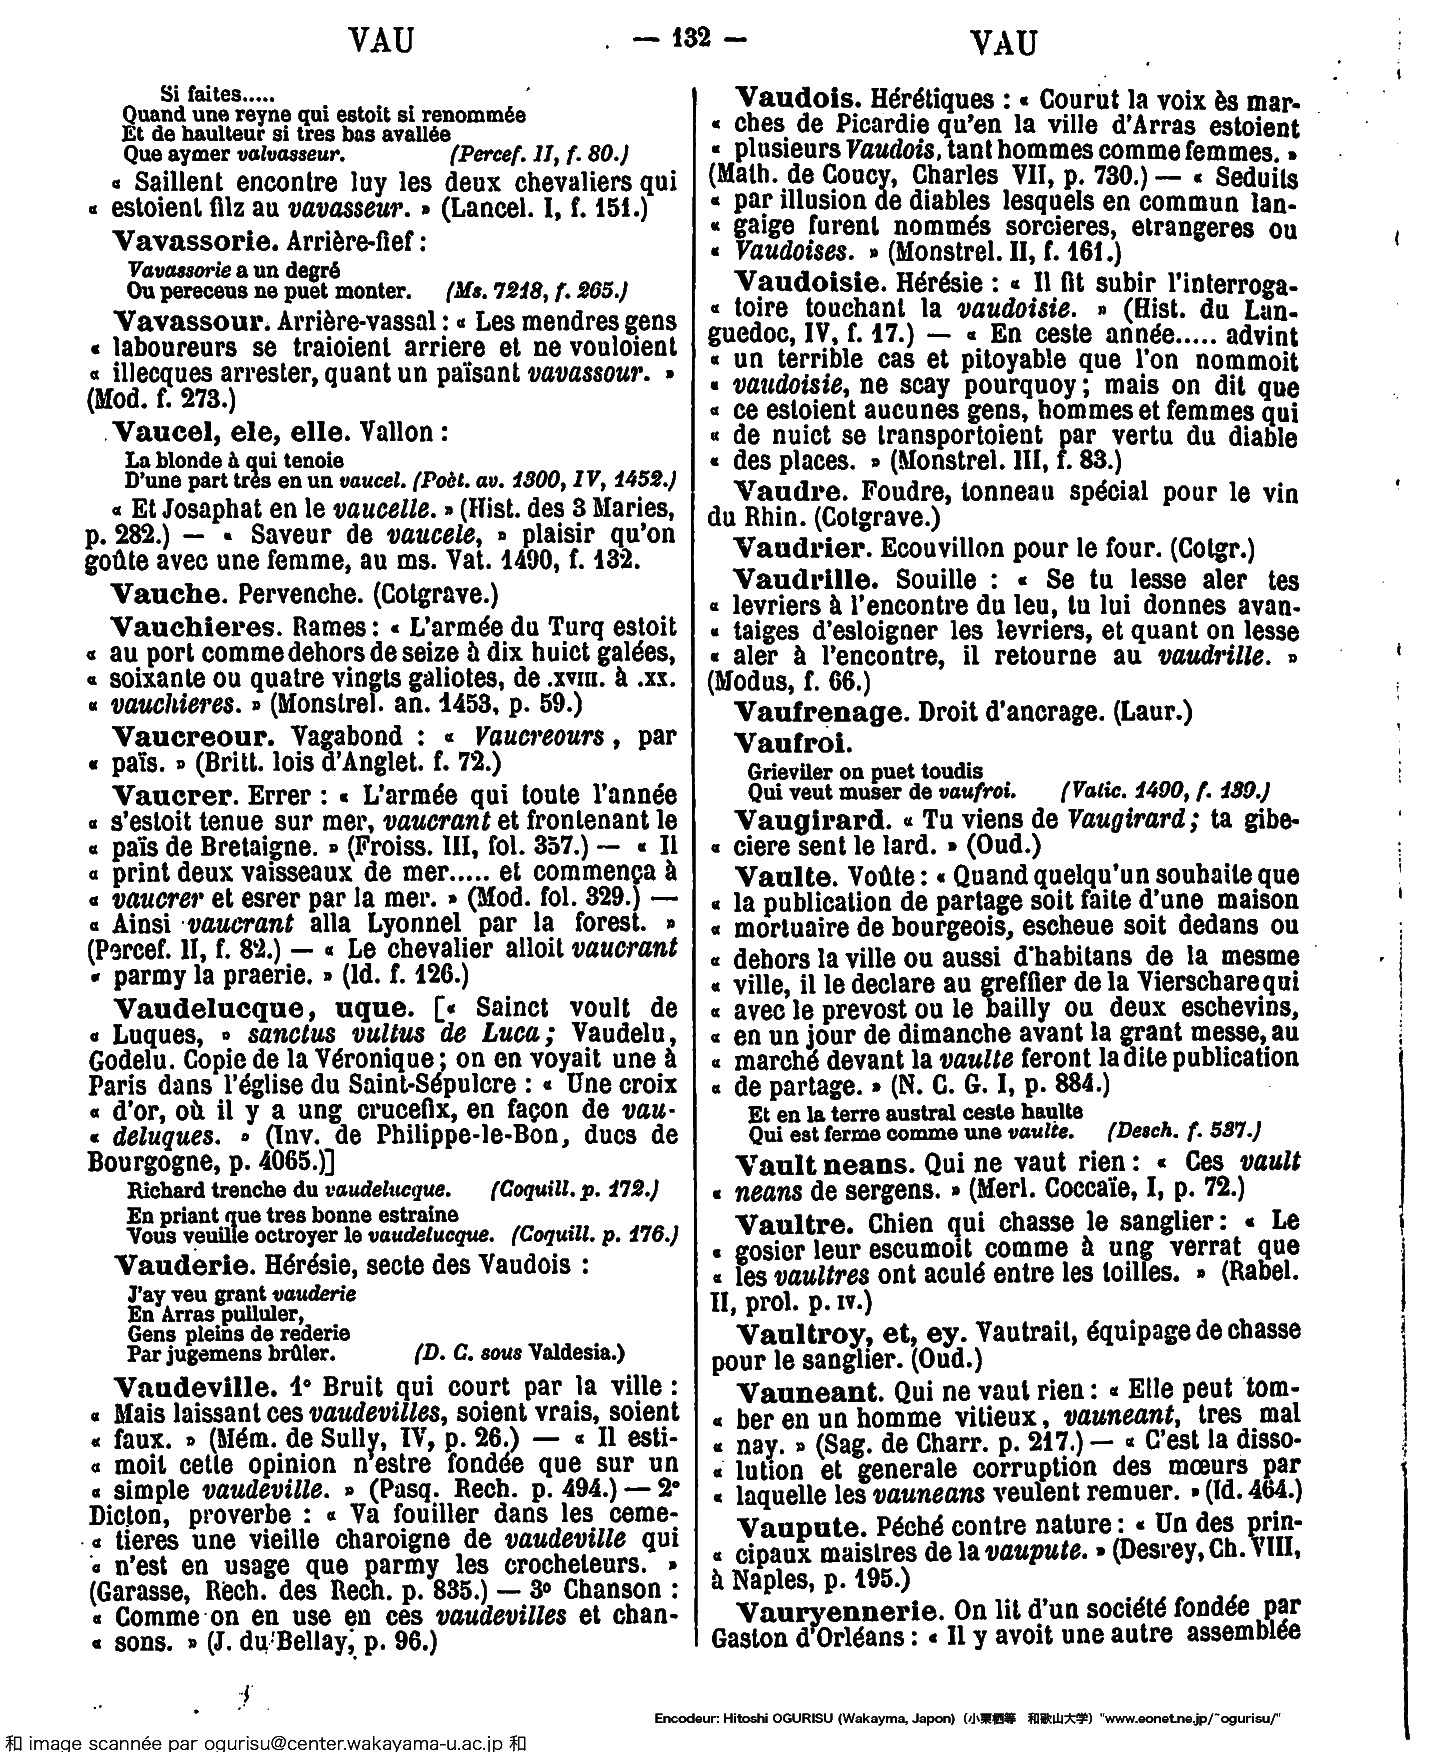 VAU
— 132 —
VAU
Si faites.....
Quand une reyne qui estoit si renommée
Et de haulteur si tres bas avallée
Que aymer valvasseur. (Percef. II, f. 80.)
« Saillent encontre luy les deux chevaliers qui
« estoient filz au vavasseur. » (Lancel. I, f. 151.)
Vavassorie. Arrière-fief :
Vavassorie a un degré
Ou pereceus ne puet monter. (Ms. 7218, f. 265.)
Vavassour. Arrière-vassal : « Les mendres gens
« laboureurs se traioient arriere et ne vouloient
« illecques arrester, quant un païsant vavassour. »
(Mod. f. 273.)
Vaucel, ele, elle. Vallon :
La blonde à qui tenoie
D'une part très en un vaucel. (Poët. av. 1300, IV, 1452.)
« Et Josaphat en le vaucelle. » (Hist. des 3 Maries,
p. 282.) — « Saveur de vaucele, » plaisir qu'on
goûte avec une femme, au ms. Vat. 1490, f. 132.
Vauche. Pervenche. (Cotgrave.)
Vauchieres. Rames : « L'armée du Turq estoit
« au port comme dehors de seize à dix huict galées,
« soixante ou quatre vingts galiotes, de .XVIII. à .XX.
« vauchieres. » (Monstrel. an. 1453, p. 59.)
Vaucreour. Vagabond : « Vaucreours, par
« païs. » (Britt. lois d'Anglet. f. 72.)
Vaucrer. Errer : « L'armée qui toute l'année
« s'estoit tenue sur mer, vaucrant et frontenant le
« païs de Bretaigne. » (Froiss. III, fol. 357.) — « Il
« print deux vaisseaux de mer..... et commença à
« vaucrer et esrer par la mer. » (Mod. fol. 329.) —
« Ainsi vaucrant alla Lyonnel par la forest. »
(Percef. II, f. 82.) — « Le chevalier alloit vaucrant
« parmy la praerie. » (Id. f. 126.)
Vaudelucque, uque. [« Sainct voult de
« Luques, » sanctus vultus de Luca; Vaudelu,
Godelu. Copie de la Véronique; on en voyait une à
Paris dans l'église du Saint-Sépulcre : « Une croix
« d'or, où il y a ung crucefix, en façon de vau-
« deluques. » (Inv. de Philippe-le-Bon, ducs de
Bourgogne, p. 4065.)]
Richard trenche du vaudelucque. (Coquill. p. 172.)
En priant que tres bonne estraine
Vous veuille octroyer le vaudelucque. (Coquill. p. 176.)
Vauderie. Hérésie, secte des Vaudois :
J'ay veu grant vauderie
En Arras pulluler,
Gens pleins de rederie
Par jugemens brûler. (D. C. sous Valdesia.)
Vaudeville. 1° Bruit qui court par la ville :
« Mais laissant ces vaudevilles, soient vrais, soient
« faux. » (Mém. de Sully, IV, p. 26.) — « Il esti-
« moit cette opinion n'estre fondée que sur un
« simple vaudeville. » (Pasq. Rech. p. 494.) — 2°
Dicton, proverbe : « Va fouiller dans les ceme-
« tieres une vieille charoigne de vaudeville qui
« n'est en usage que parmy les crocheteurs. »
(Garasse, Rech. des Rech. p. 835.) — 3° Chanson :
« Comme on en use en ces vaudevilles et chan-
« sons. » (J. du Bellay, p. 96.)
Vaudois. Hérétiques : « Courut la voix ès mar-
« ches de Picardie qu'en la ville d'Arras estoient
« plusieurs Vaudois, tant hommes comme femmes. »
(Math. de Coucy, Charles VII, p. 730.) — « Seduits
« par illusion de diables lesquels en commun lan-
« gaige furent nommés sorcieres, etrangeres ou
« Vaudoises. » (Monstrel. II, f. 161.)
Vaudoisie. Hérésie : « Il fit subir l'interroga-
« toire touchant la vaudoisie. » (Hist. du Lan-
guedoc, IV, f. 17.) — « En ceste année..... advint
« un terrible cas et pitoyable que l'on nommoit
« vaudoisie, ne scay pourquoy; mais on dit que
« ce estoient aucunes gens, hommes et femmes qui
« de nuict se transportoient par vertu du diable
« des places. » (Monstrel. III, f. 83.)
Vaudre. Foudre, tonneau spécial pour le vin
du Rhin. (Cotgrave.)
Vaudrier. Ecouvillon pour le four. (Cotgr.)
Vaudrille. Souille : « Se tu lesse aler tes
« levriers à l'encontre du leu, tu lui donnes avan-
« taiges d'esloigner les levriers, et quant on lesse
« aler à l'encontre, il retourne au vaudrille. »
(Modus, f. 66.)
Vaufrenage. Droit d'ancrage. (Laur.)
Vaufroi.
Grieviler on puet toudis
Qui veut muser de vaufroi. (Vatic. 1490, f. 139.)
Vaugirard. « Tu viens de Vaugirard; ta gibe-
« ciere sent le lard. » (Oud.)
Vaulte. Voûte : « Quand quelqu'un souhaite que
« la publication de partage soit faite d'une maison
« mortuaire de bourgeois, escheue soit dedans ou
« dehors la ville ou aussi d'habitans de la mesme
« ville, il le declare au greffier de la Vierschare qui
« avec le prevost ou le bailly ou deux eschevins,
« en un jour de dimanche avant la grant messe, au
« marché devant la vaulte feront ladite publication
« de partage. » (N. C. G. I, p. 884.)
Et en la terre austral ceste haulte
Qui est ferme comme une vaulte. (Desch. f. 537.)
Vault neans. Qui ne vaut rien : « Ces vault
« neans de sergens. » (Merl. Coccaïe, I, p. 72.)
Vaultre. Chien qui chasse le sanglier : « Le
« gosier leur escumoit comme à ung verrat que
« les vaultres ont aculé entre les toilles. » (Rabel.
II, prol. p. IV.)
Vaultroy, et, ey. Vautrait, équipage de chasse
pour le sanglier. (Oud.)
Vauneant. Qui ne vaut rien : « Elle peut tom-
« ber en un homme vitieux, vauneant, tres mal
« nay. » (Sag. de Charr. p. 217.) — « C'est la disso-
« lution et generale corruption des mœurs par
« laquelle les vauneans veulent remuer. » (Id. 464.)
Vaupute. Péché contre nature : « Un des prin-
« cipaux maistres de la vaupute. » (Desrey, Ch. VIII,
à Naples, p. 195.)
Vauryennerie. On lit d'un société fondée par
Gaston d'Orléans : « Il y avoit une autre assemblée
Encodeur: Hitoshi OGURISU (Wakayma, Japon) (小栗栖等 和歌山大学) "www.eonet.ne.jp/~ogurisu/"
和 image scannée par ogurisu@center.wakayama-u.ac.jp 和